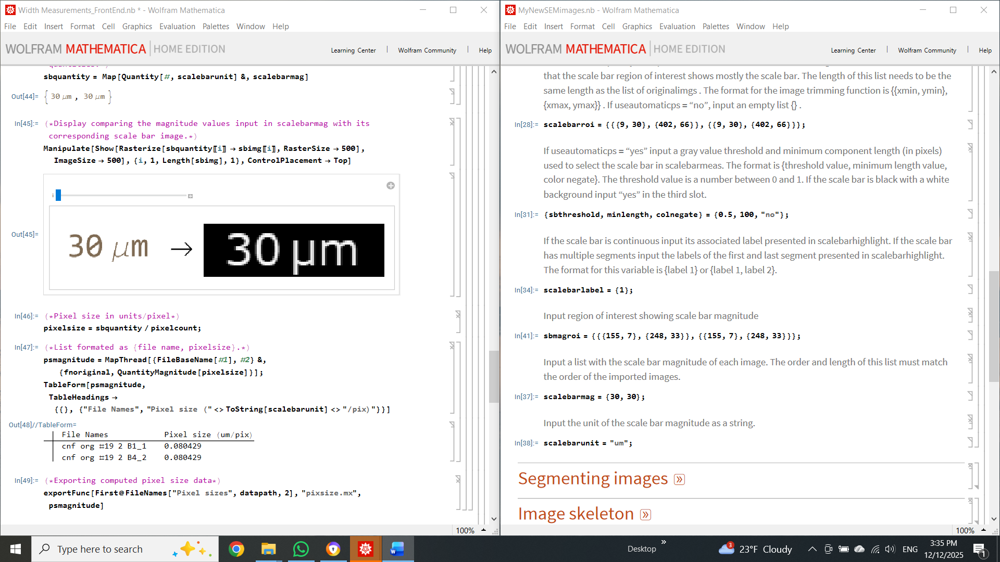 Width Measurements_FrontEnd.nb * - Wolfram Mathematica
File Edit Insert Format Cell Graphics Evaluation Palettes Window Help
WOLFRAM MATHEMATICA | HOME EDITION
Learning Center | Wolfram Community | Help
sbquantity = Map[Quantity[#, scalebarunit] &, scalebarmag]
Out[44]= { 30 µm , 30 µm }
In[45]:= (*Display comparing the magnitude values input in scalebarmag with its
corresponding scale bar image.*)
Manipulate[Show[Rasterize[sbquantity⟦i⟧ → sbimg⟦i⟧, RasterSize → 500],
ImageSize → 500], {i, 1, Length[sbimg], 1}, ControlPlacement → Top]
i
Out[45]= 30 µm → 30 µm
In[46]:= (*Pixel size in units/pixel*)
pixelsize = sbquantity / pixelcount;
In[47]:= (*List formated as {file name, pixelsize}.*)
psmagnitude = MapThread[{FileBaseName[#1], #2} &,
{fnoriginal, QuantityMagnitude[pixelsize]}];
TableForm[psmagnitude,
TableHeadings →
{{}, {"File Names", "Pixel size (" <> ToString[scalebarunit] <> "/pix)"}}]
Out[48]//TableForm=
File Names Pixel size (um/pix)
cnf org #19 2 B1_1 0.080429
cnf org #19 2 B4_2 0.080429
In[49]:= (*Exporting computed pixel size data*)
exportFunc[First@FileNames["Pixel sizes", datapath, 2], "pixsize.mx",
psmagnitude]
100%
MyNewSEMimages.nb - Wolfram Mathematica
File Edit Insert Format Cell Graphics Evaluation Palettes Window Help
WOLFRAM MATHEMATICA | HOME EDITION
Learning Center | Wolfram Community | Help
that the scale bar region of interest shows mostly the scale bar. The length of this list needs to be the
same length as the list of originalimgs . The format for the image trimming function is {{xmin, ymin},
{xmax, ymax}} . If useautomaticps = “no”, input an empty list {} .
In[28]:= scalebarroi = {{{9, 30}, {402, 66}}, {{9, 30}, {402, 66}}};
If useautomaticps = “yes” input a gray value threshold and minimum component length (in pixels)
used to select the scale bar in scalebarmeas. The format is {threshold value, minimum length value,
color negate}. The threshold value is a number between 0 and 1. If the scale bar is black with a white
background input “yes” in the third slot.
In[31]:= {sbthreshold, minlength, colnegate} = {0.5, 100, "no"};
If the scale bar is continuous input its associated label presented in scalebarhighlight. If the scale bar
has multiple segments input the labels of the first and last segment presented in scalebarhighlight.
The format for this variable is {label 1} or {label 1, label 2}.
In[34]:= scalebarlabel = {1};
Input region of interest showing scale bar magnitude
In[41]:= sbmagroi = {{{155, 7}, {248, 33}}, {{155, 7}, {248, 33}}};
Input a list with the scale bar magnitude of each image. The order and length of this list must match
the order of the imported images.
In[37]:= scalebarmag = {30, 30};
Input the unit of the scale bar magnitude as a string.
In[38]:= scalebarunit = "um";
Segmenting images »
Image skeleton »
100%
Type here to search
Desktop »
3
23°F Cloudy
ENG
3:35 PM
12/12/2025
1